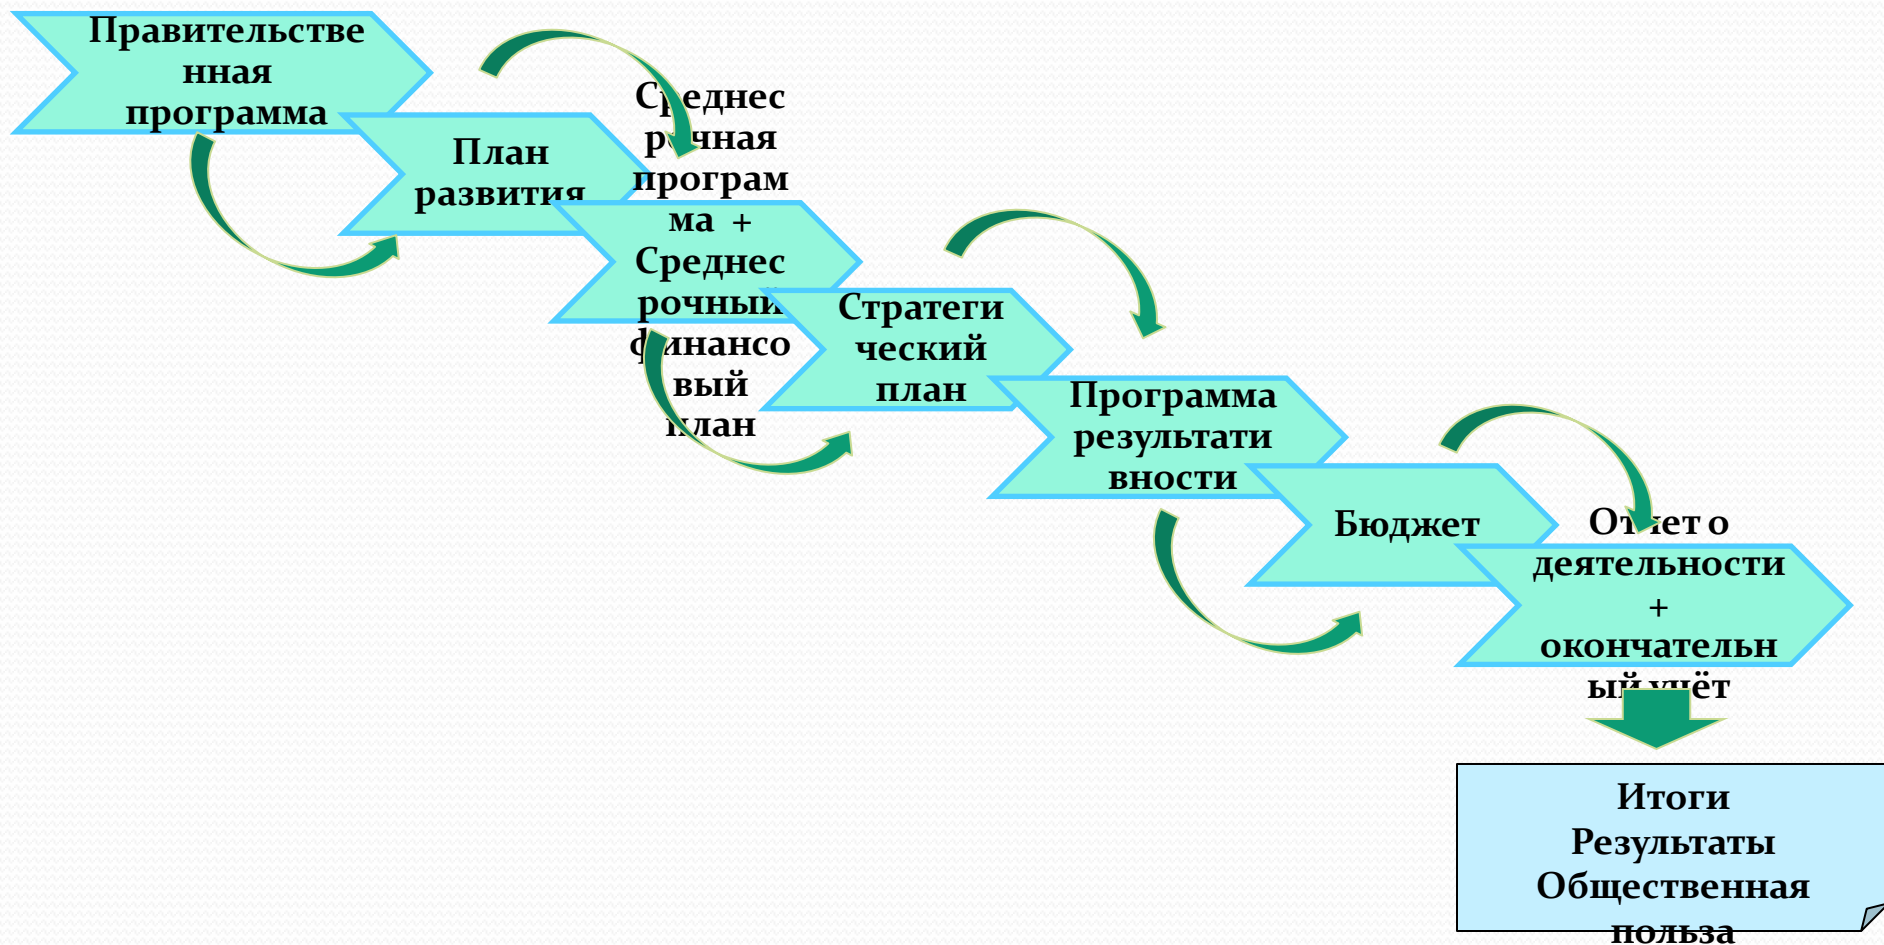 Правительстве
нная
программа
План
развития
Среднес
рочная
програм
ма +
Среднес
рочный
финансо
вый
план
Стратеги
ческий
план
Программа
результати
вности
Бюджет
Отчет о
деятельности
+
окончательн
ый учёт
Итоги
Результаты
Общественная
польза